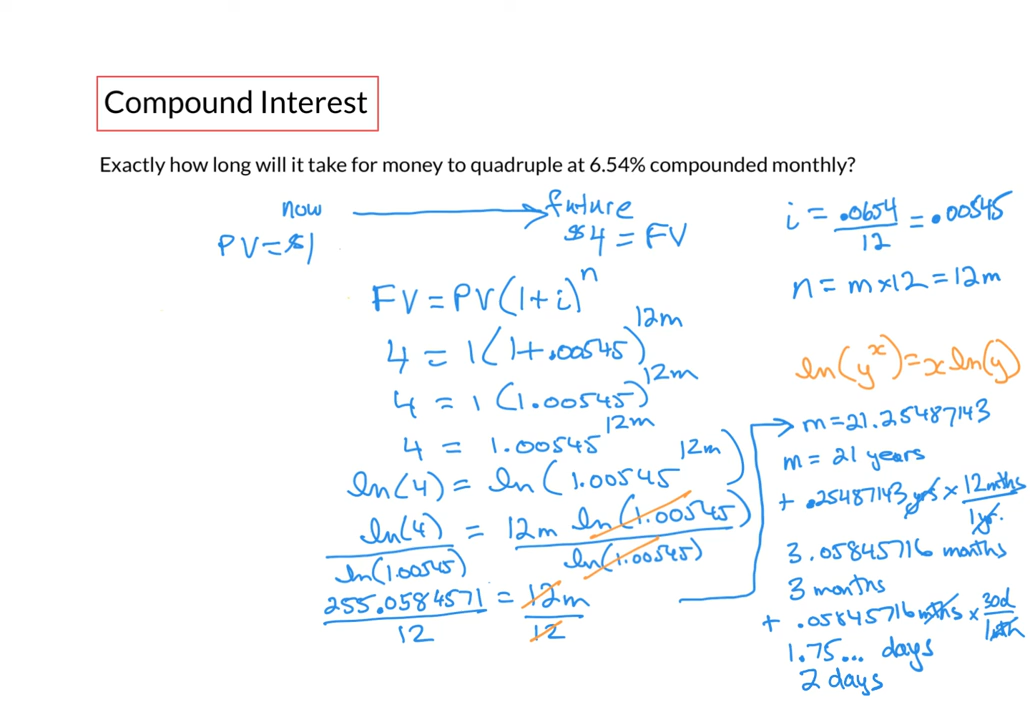 Compound Interest
Exactly how long will it take for money to quadruple at 6.54% compounded monthly?
now
future
PV=$1
$4 = FV
FV = PV(1+i)^n
4 = 1(1+.00545)^12m
4 = 1(1.00545)^12m
4 = 1.00545^12m
ln(4) = ln(1.00545^12m)
ln(4)/ln(1.00545) = 12m ln(1.00545)/ln(1.00545)
255.0584571/12 = 12m/12
i = .0654/12 = .00545
n = m×12 = 12m
ln(y^x) = x ln(y)
m = 21.25487143
m = 21 years
+ .25487143 yrs × 12mths/1yr.
3.05845716 months
3 months
+ .05845716 mths × 30d/1mth
1.75... days
2 days